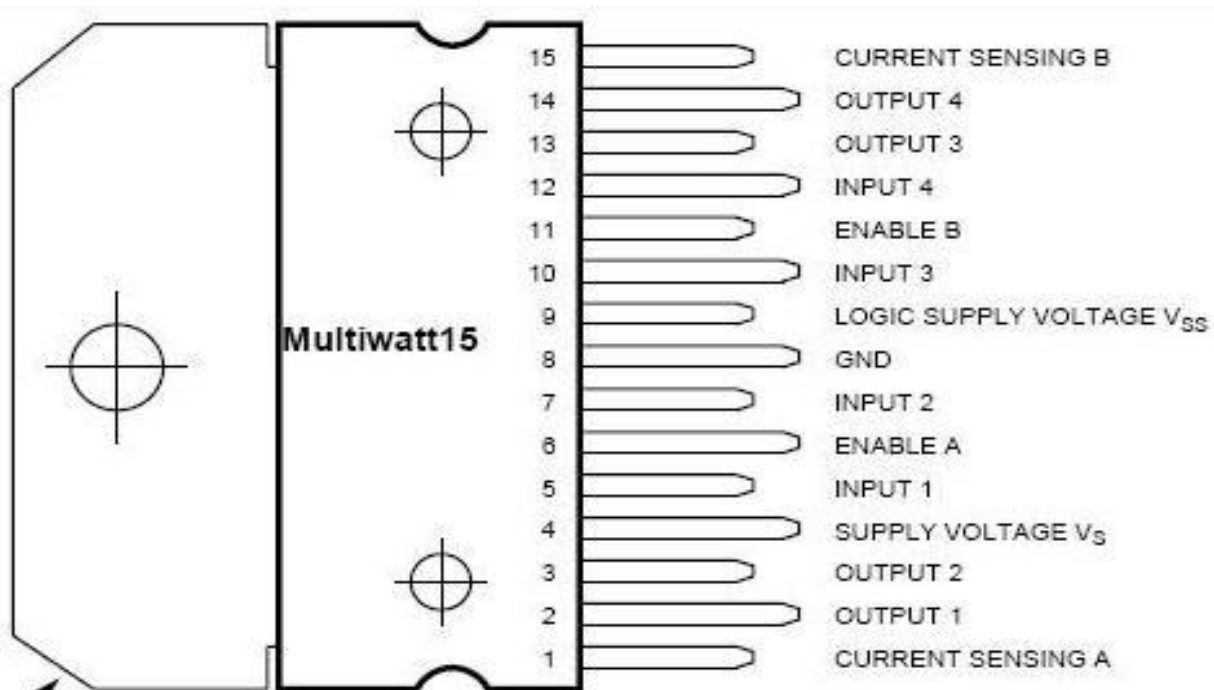 15 CURRENT SENSING B
14 OUTPUT 4
13 OUTPUT 3
12 INPUT 4
11 ENABLE B
10 INPUT 3
9 LOGIC SUPPLY VOLTAGE VSS
Multiwatt15
8 GND
7 INPUT 2
6 ENABLE A
5 INPUT 1
4 SUPPLY VOLTAGE VS
3 OUTPUT 2
2 OUTPUT 1
1 CURRENT SENSING A